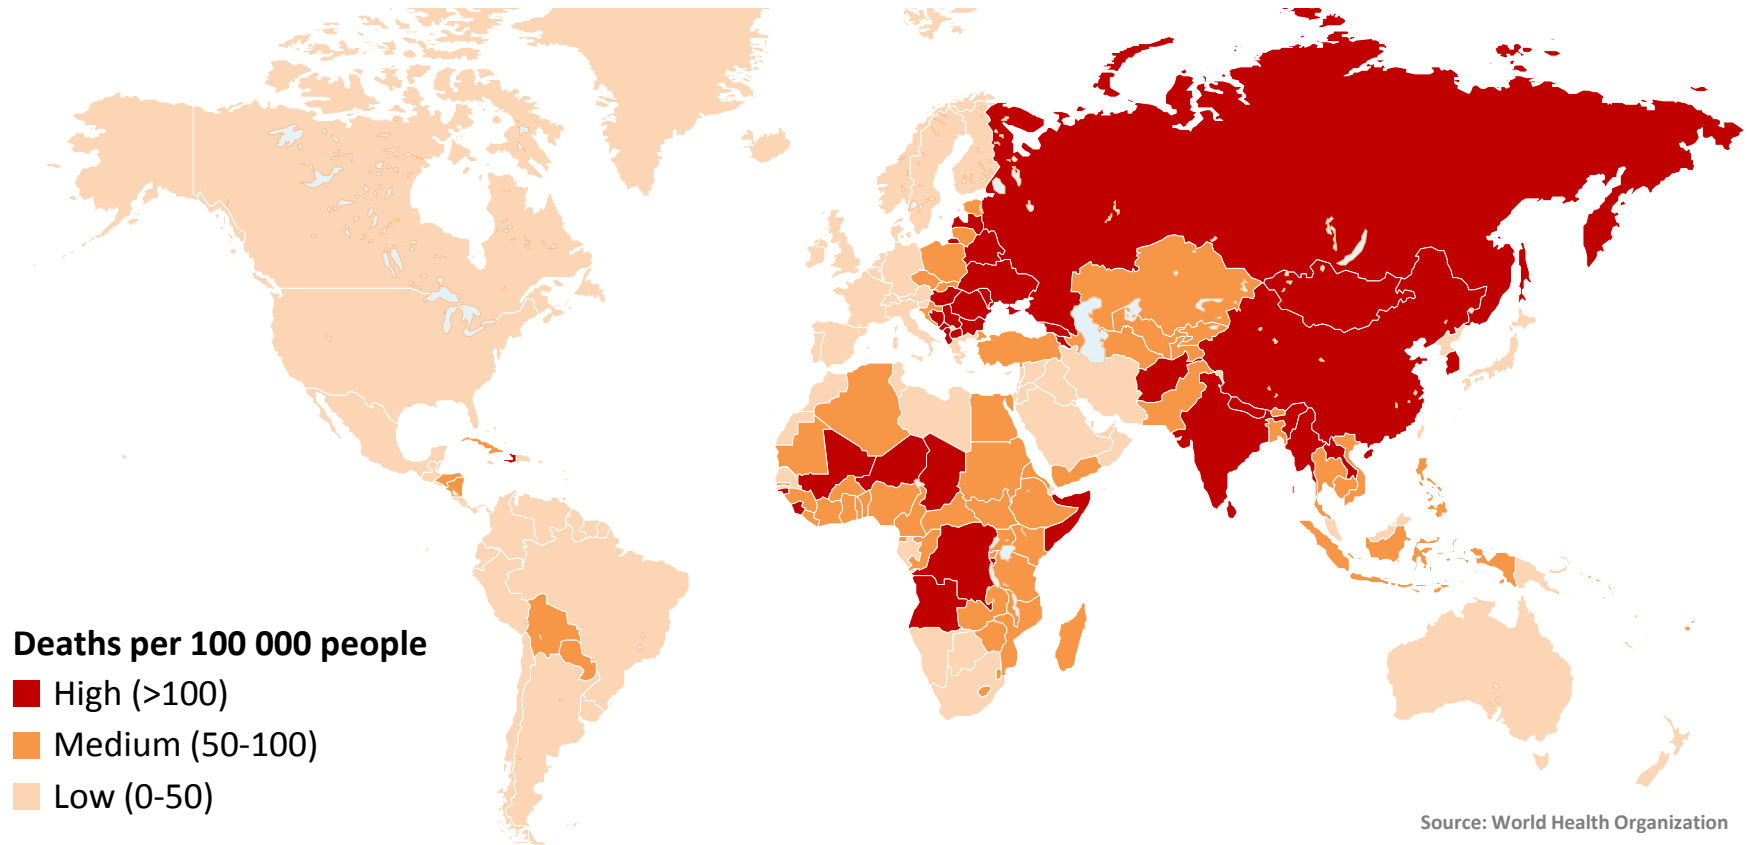 Deaths per 100 000 people
High (>100)
Medium (50-100)
Low (0-50)
Source: World Health Organization